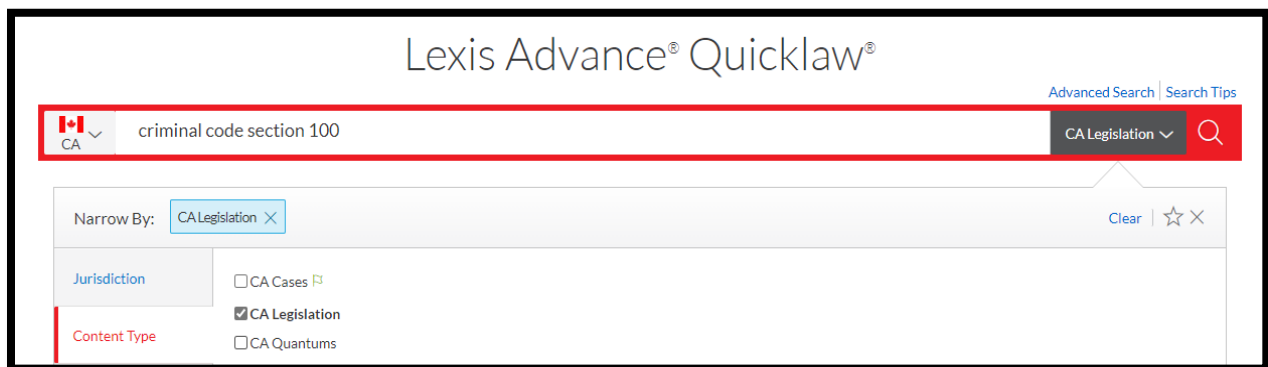 Lexis Advance® Quicklaw®
Advanced Search | Search Tips
CA criminal code section 100 CA Legislation
Narrow By: CA Legislation Clear
Jurisdiction
CA Cases
CA Legislation
Content Type
CA Quantums